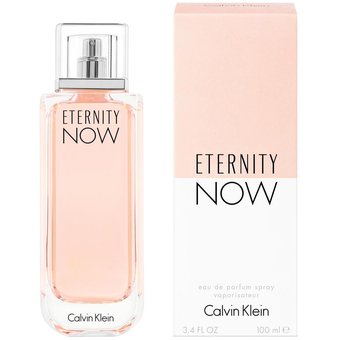 ETERNITY
NOW
Calvin Klein
ETERNITY
NOW
eau de parfum spray
vaporisateur
Calvin Klein
3.4 FL OZ 100 ml ℮